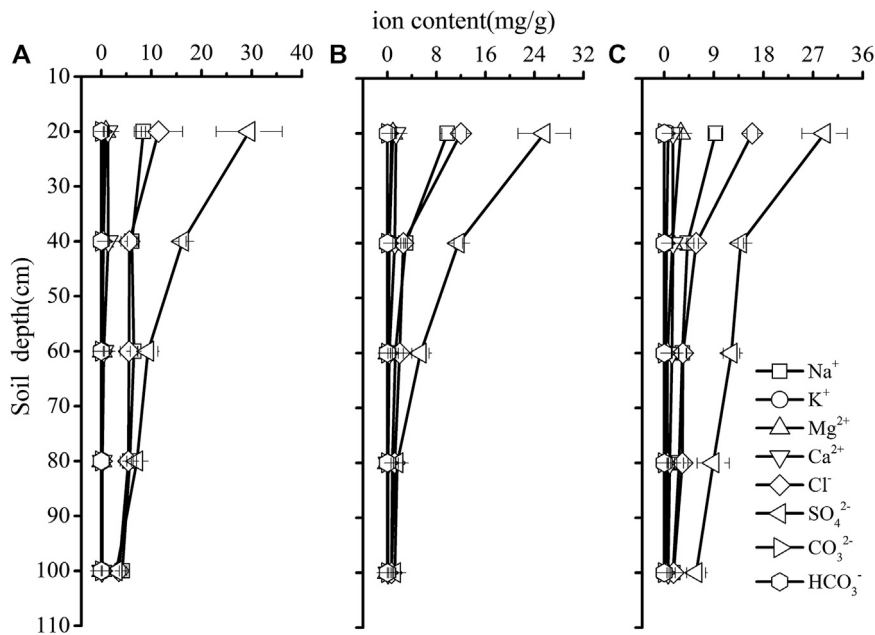 ion content(mg/g)
A
0 10 20 30 40
B
0 8 16 24 32
C
0 9 18 27 36
Soil depth(cm)
10
20
30
40
50
60
70
80
90
100
110
Na⁺
K⁺
Mg²⁺
Ca²⁺
Cl⁻
SO₄²⁻
CO₃²⁻
HCO₃⁻